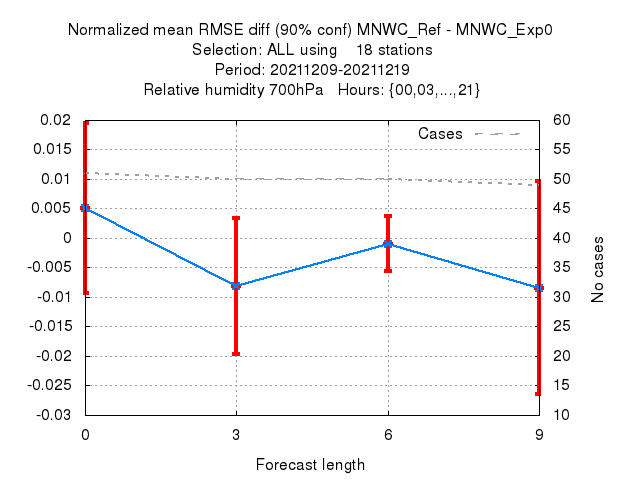 Normalized mean RMSE diff (90% conf) MNWC_Ref - MNWC_Exp0
Selection: ALL using    18 stations
Period: 20211209-20211219
Relative humidity 700hPa   Hours: {00,03,...,21}
Cases
0.02
0.015
0.01
0.005
0
-0.005
-0.01
-0.015
-0.02
-0.025
-0.03
60
55
50
45
40
35
30
25
20
15
10
No cases
0 3 6 9
Forecast length